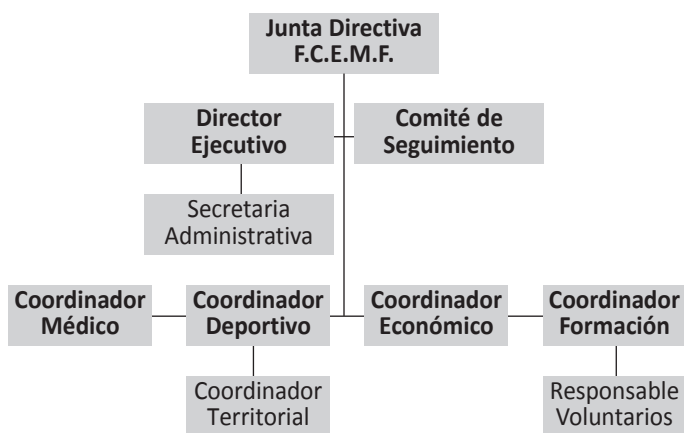 Junta Directiva
F.C.E.M.F.
Director
Ejecutivo
Comité de
Seguimiento
Secretaria
Administrativa
Coordinador
Médico
Coordinador
Deportivo
Coordinador
Económico
Coordinador
Formación
Coordinador
Territorial
Responsable
Voluntarios